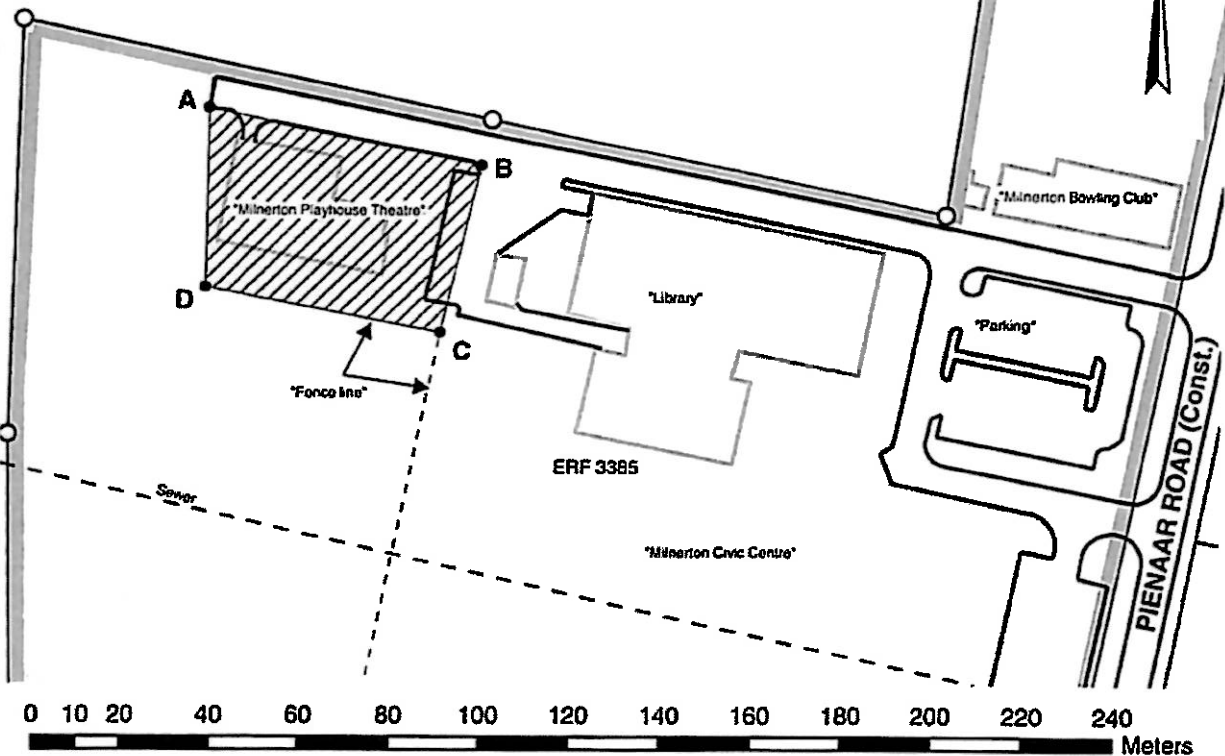 A
B
"Milnerton Bowling Club"
"Milnerton Playhouse Theatre"
"Library"
D
"Parking"
C
"Fence line"
PIENAAR ROAD (Const.)
ERF 3385
Sewer
"Milnerton Civic Centre"
0 10 20 40 60 80 100 120 140 160 180 200 220 240
Meters